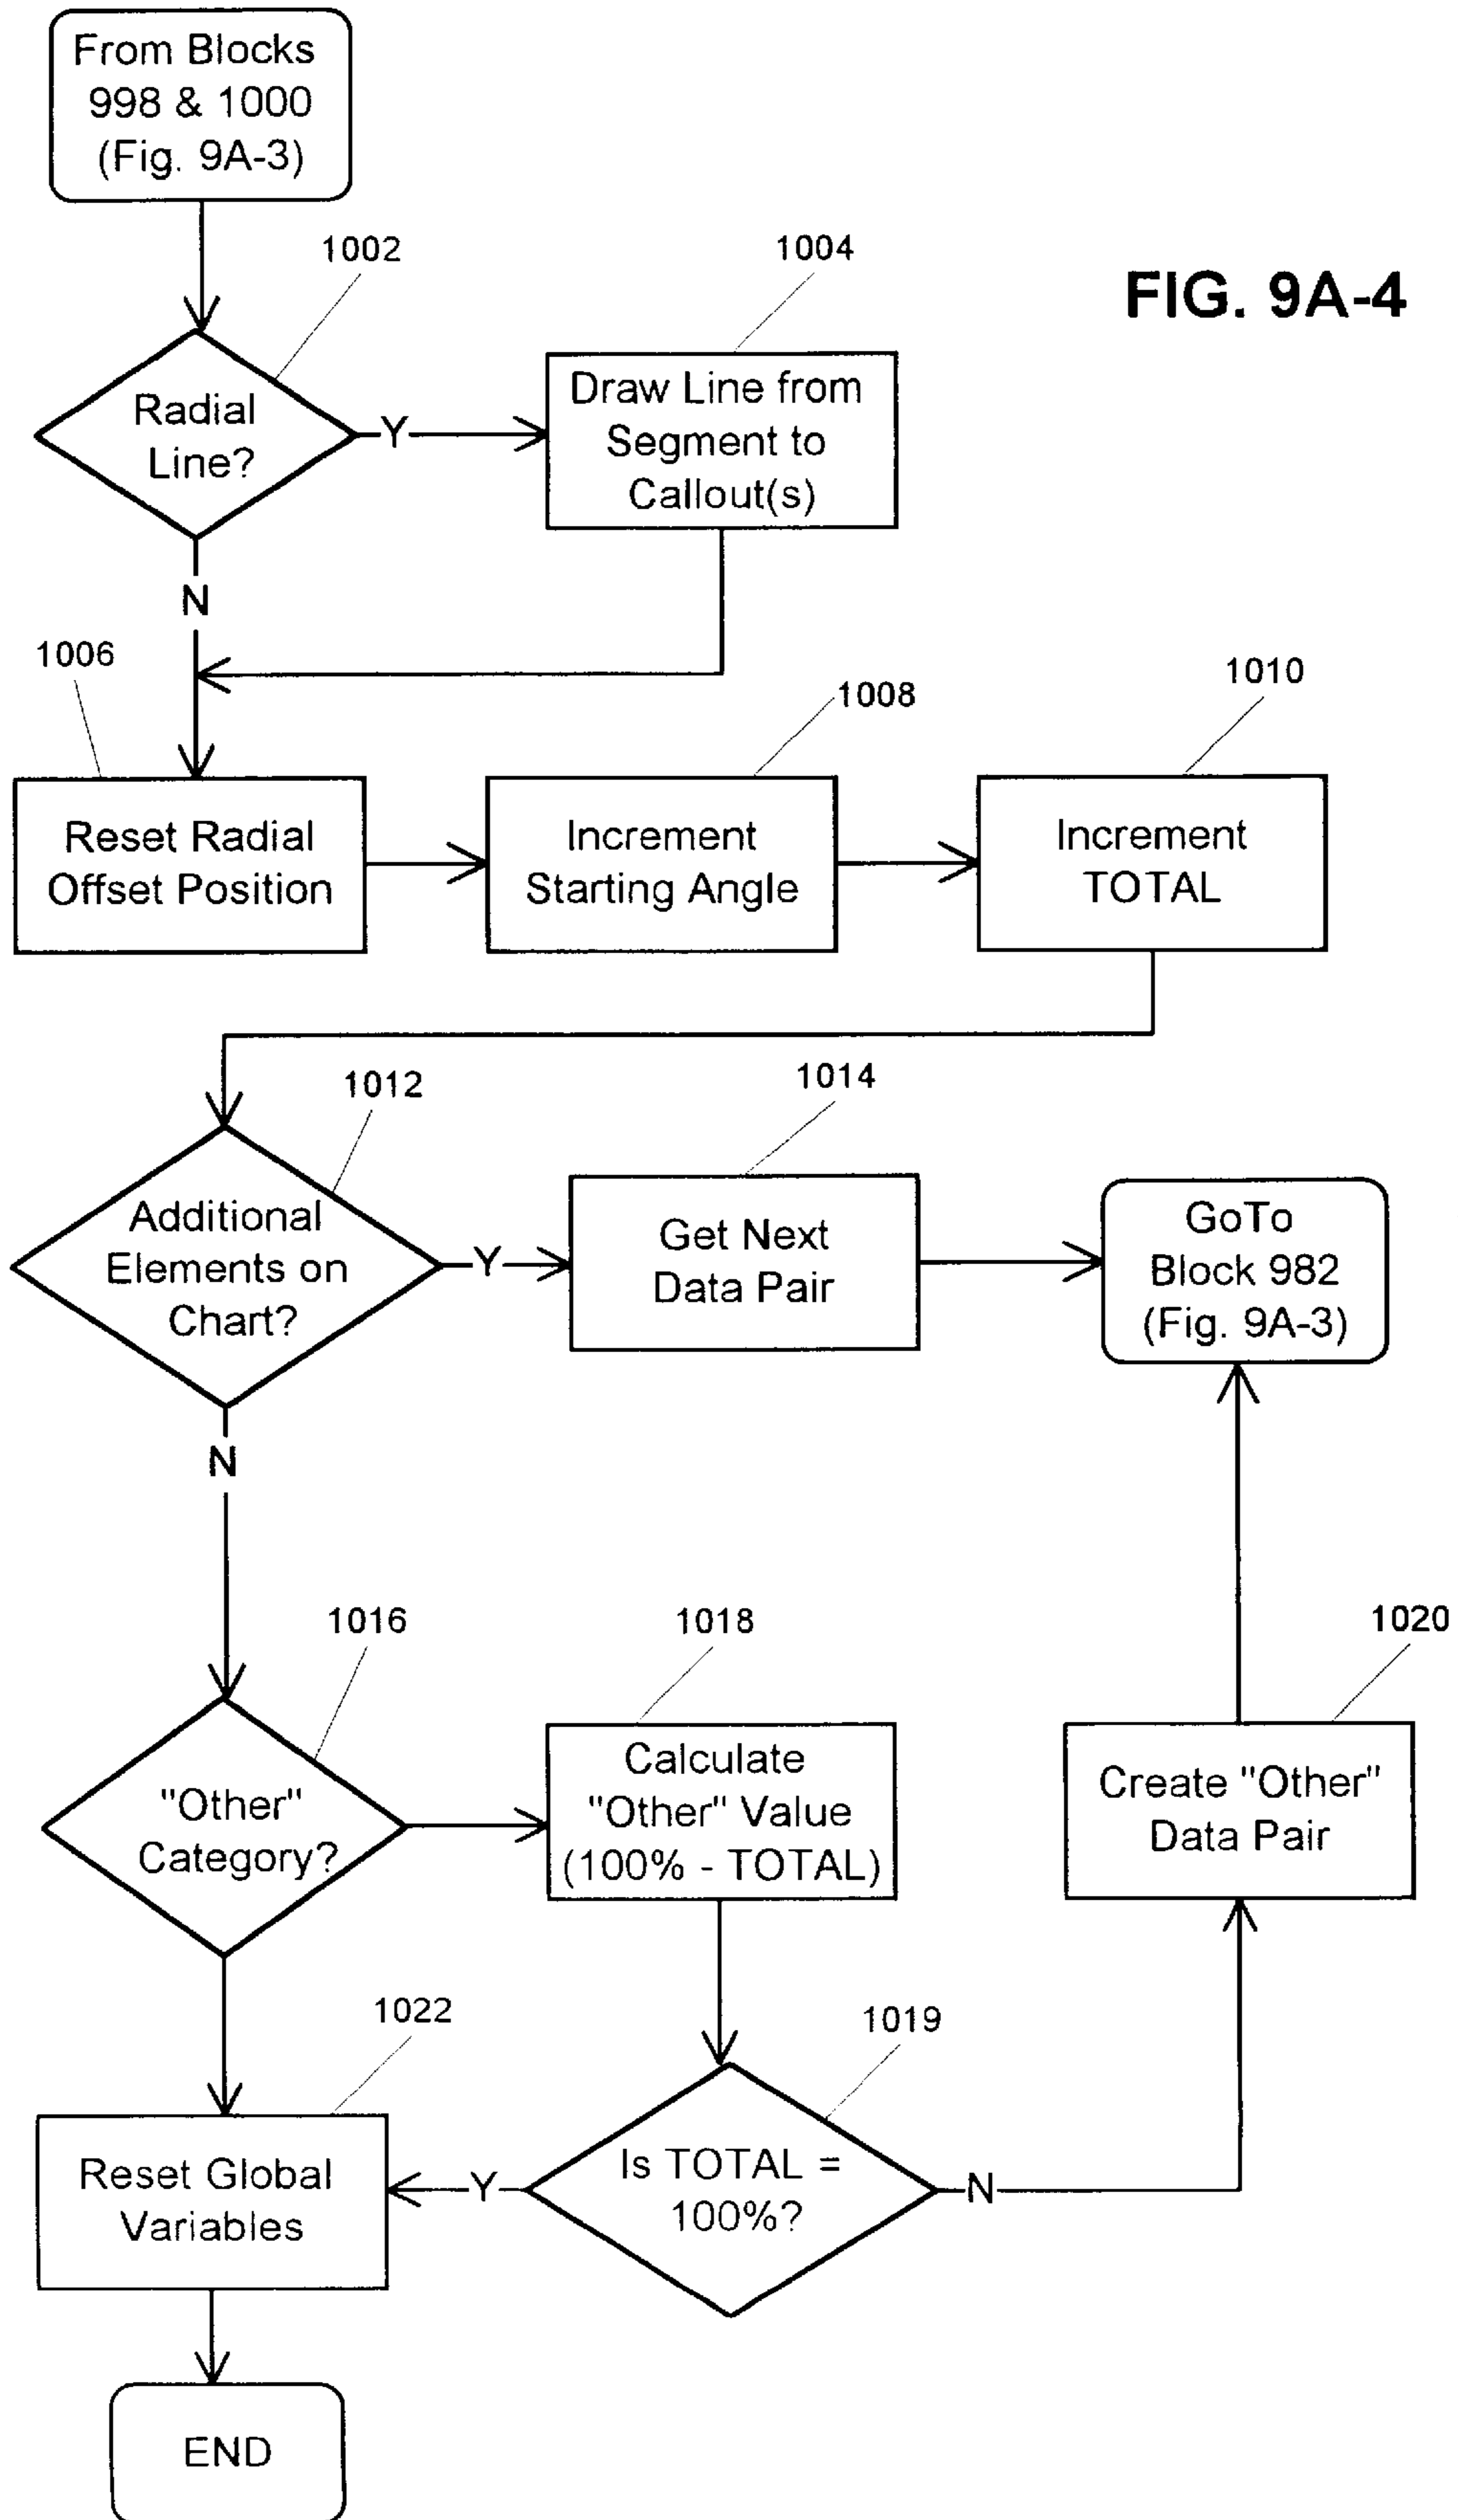 From Blocks
998 & 1000
(Fig. 9A-3)
1002
1004
FIG. 9A-4
Radial
Line?
Y
Draw Line from
Segment to
Callout(s)
N
1006
1008
1010
Reset Radial
Offset Position
Increment
Starting Angle
Increment
TOTAL
1012
1014
Additional
Elements on
Chart?
Y
Get Next
Data Pair
GoTo
Block 982
(Fig. 9A-3)
N
1016
1018
1020
"Other"
Category?
Calculate
"Other" Value
(100% - TOTAL)
Create "Other"
Data Pair
1022
1019
Reset Global
Variables
Y
Is TOTAL =
100%?
N
END